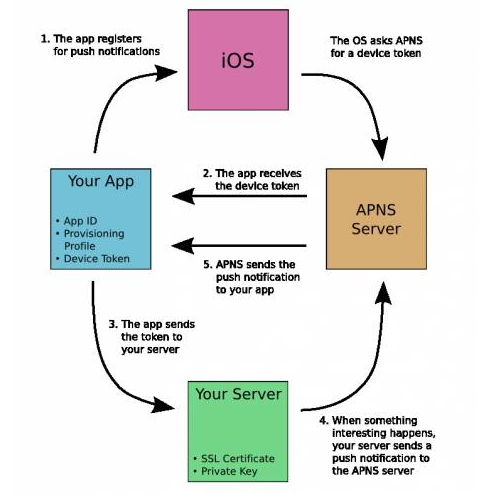 1. The app registers
for push notifications
iOS
The OS asks APNS
for a device token
Your App
• App ID
• Provisioning
Profile
• Device Token
2. The app receives
the device token
APNS
Server
5. APNS sends the
push notification
to your app
3. The app sends
the token to
your server
Your Server
• SSL Certificate
• Private Key
4. When something
interesting happens,
your server sends a
push notification to
the APNS server